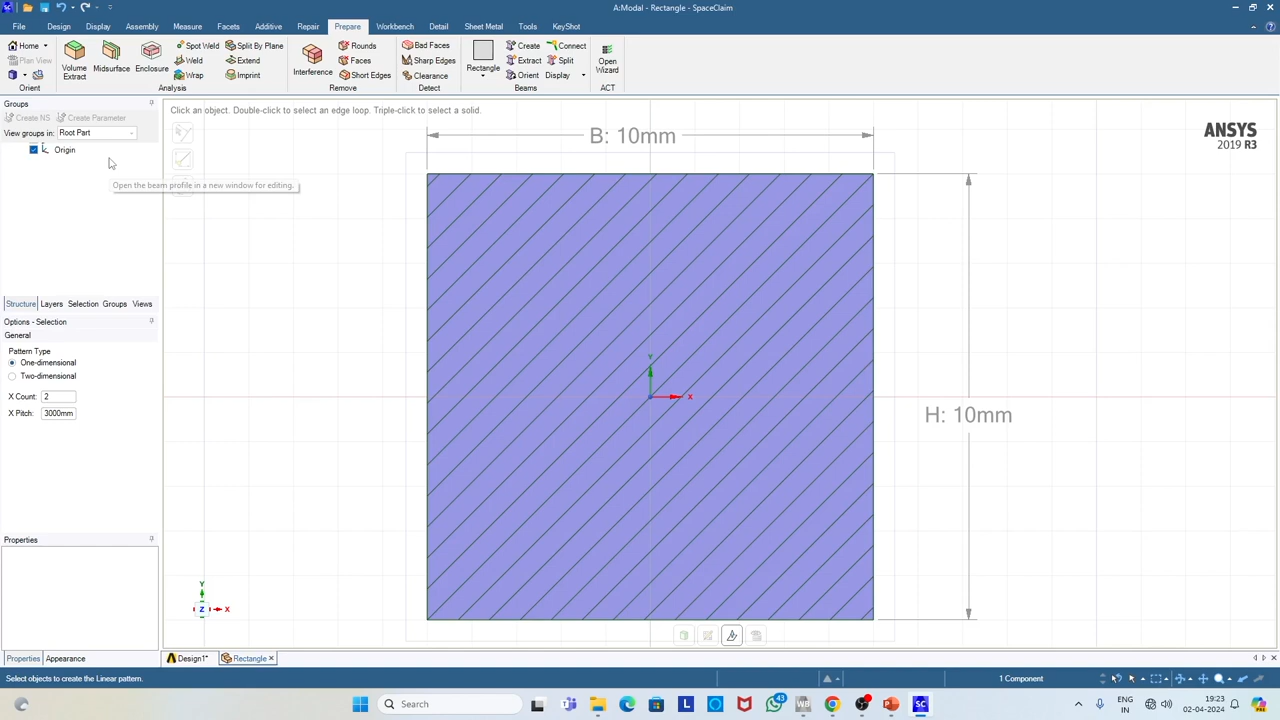 A:Modal - Rectangle - SpaceClaim
File Design Display Assembly Measure Facets Additive Repair Prepare Workbench Detail Sheet Metal Tools KeyShot
Home
Plan View
Orient
Volume Extract
Midsurface
Enclosure
Spot Weld
Weld
Wrap
Split By Plane
Extend
Imprint
Analysis
Interference
Rounds
Faces
Short Edges
Remove
Bad Faces
Sharp Edges
Clearance
Detect
Rectangle
Create
Extract
Orient
Connect
Split
Display
Beams
Open Wizard
ACT
Groups
Create NS Create Parameter
View groups in: Root Part
Origin
Open the beam profile in a new window for editing.
Click an object. Double-click to select an edge loop. Triple-click to select a solid.
B: 10mm
H: 10mm
ANSYS
2019 R3
Y
X
Structure Layers Selection Groups Views
Options - Selection
General
Pattern Type
One-dimensional
Two-dimensional
X Count: 2
X Pitch: 3000mm
Properties
Y
Z X
Properties Appearance
Design1* Rectangle
Select objects to create the Linear pattern.
1 Component
Search
43
WB
SC
ENG
IN
19:23
02-04-2024